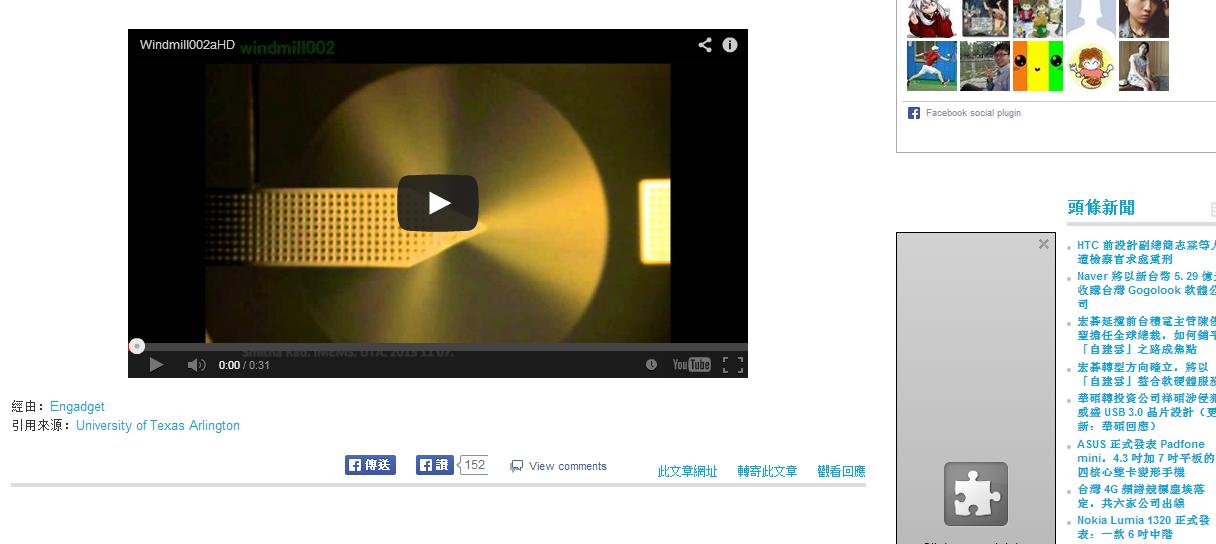 Windmill002aHD
windmill002
Smitha Rao, MEMS, UTA, 2013 11 07.
0:00 / 0:31
YouTube
經由：Engadget
引用來源：University of Texas Arlington
傳送
讚 152
View comments
此文章網址 轉寄此文章 觀看回應
Facebook social plugin
頭條新聞
HTC 前設計副總簡志霖等人
遭檢察官求處重刑
Naver 將以新台幣 5.29 億元
收購台灣 Gogolook 軟體公
司
宏碁延攬前台積電主管陳俊
聖擔任全球總裁，如何鋪平
「自建雲」之路成焦點
宏碁轉型方向確立，將以
「自建雲」整合軟硬體服務
華碩轉投資公司祥碩涉侵犯
威盛 USB 3.0 晶片設計（更
新：華碩回應）
ASUS 正式發表 Padfone
mini，4.3 吋加 7 吋平板的
四核心雙卡變形手機
台灣 4G 頻譜競標塵埃落
定，共六家公司出線
Nokia Lumia 1320 正式發
表：一款 6 吋中階